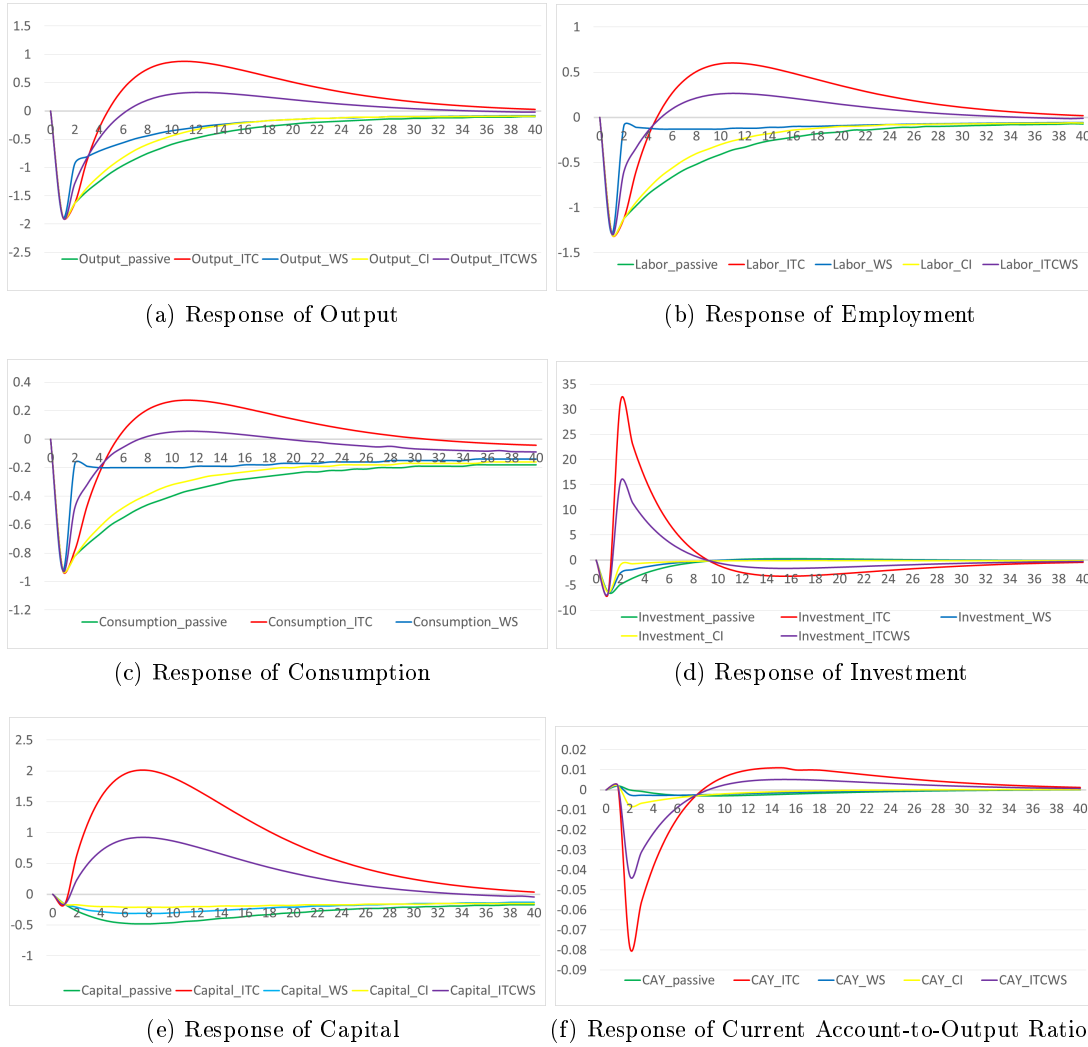 1.5
1
0.5
0
0 2 4 6 8 10 12 14 16 18 20 22 24 26 28 30 32 34 36 38 40
-0.5
-1
-1.5
-2
-2.5
Output_passive Output_ITC Output_WS Output_CI Output_ITCWS
(a) Response of Output
1
0.5
0
0 2 4 6 8 10 12 14 16 18 20 22 24 26 28 30 32 34 36 38 40
-0.5
-1
-1.5
Labor_passive Labor_ITC Labor_WS Labor_CI Labor_ITCWS
(b) Response of Employment
0.4
0.2
0
0 2 4 6 8 10 12 14 16 18 20 22 24 26 28 30 32 34 36 38 40
-0.2
-0.4
-0.6
-0.8
-1
-1.2
Consumption_passive Consumption_ITC Consumption_WS
(c) Response of Consumption
35
30
25
20
15
10
5
0
0 2 4 6 8 10 12 14 16 18 20 22 24 26 28 30 32 34 36 38 40
-5
-10
Investment_passive Investment_ITC Investment_WS
Investment_CI Investment_ITCWS
(d) Response of Investment
2.5
2
1.5
1
0.5
0
0 2 4 6 8 10 12 14 16 18 20 22 24 26 28 30 32 34 36 38 40
-0.5
-1
Capital_passive Capital_ITC Capital_WS Capital_CI Capital_ITCWS
(e) Response of Capital
0.02
0.01
0
0 2 4 6 8 10 12 14 16 18 20 22 24 26 28 30 32 34 36 38 40
-0.01
-0.02
-0.03
-0.04
-0.05
-0.06
-0.07
-0.08
-0.09
CAY_passive CAY_ITC CAY_WS CAY_CI CAY_ITCWS
(f) Response of Current Account-to-Output Ratio